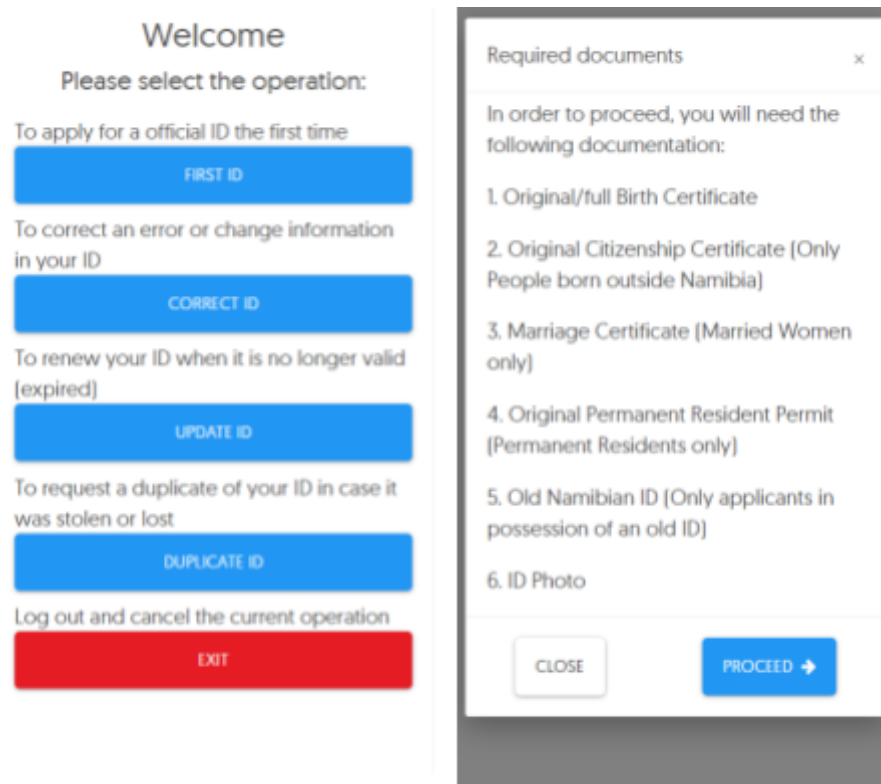 Welcome
Please select the operation:
To apply for a official ID the first time
FIRST ID
To correct an error or change information
in your ID
CORRECT ID
To renew your ID when it is no longer valid
(expired)
UPDATE ID
To request a duplicate of your ID in case it
was stolen or lost
DUPLICATE ID
Log out and cancel the current operation
EXIT
Required documents ×
In order to proceed, you will need the
following documentation:
1. Original/full Birth Certificate
2. Original Citizenship Certificate (Only
People born outside Namibia)
3. Marriage Certificate (Married Women
only)
4. Original Permanent Resident Permit
(Permanent Residents only)
5. Old Namibian ID (Only applicants in
possession of an old ID)
6. ID Photo
CLOSE PROCEED →